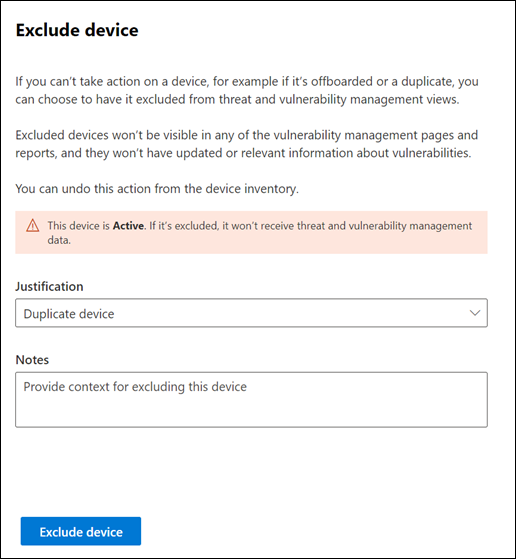 Exclude device
If you can't take action on a device, for example if it's offboarded or a duplicate, you
can choose to have it excluded from threat and vulnerability management views.
Excluded devices won't be visible in any of the vulnerability management pages and
reports, and they won't have updated or relevant information about vulnerabilities.
You can undo this action from the device inventory.
This device is Active. If it's excluded, it won't receive threat and vulnerability management
data.
Justification
Duplicate device
Notes
Provide context for excluding this device
Exclude device